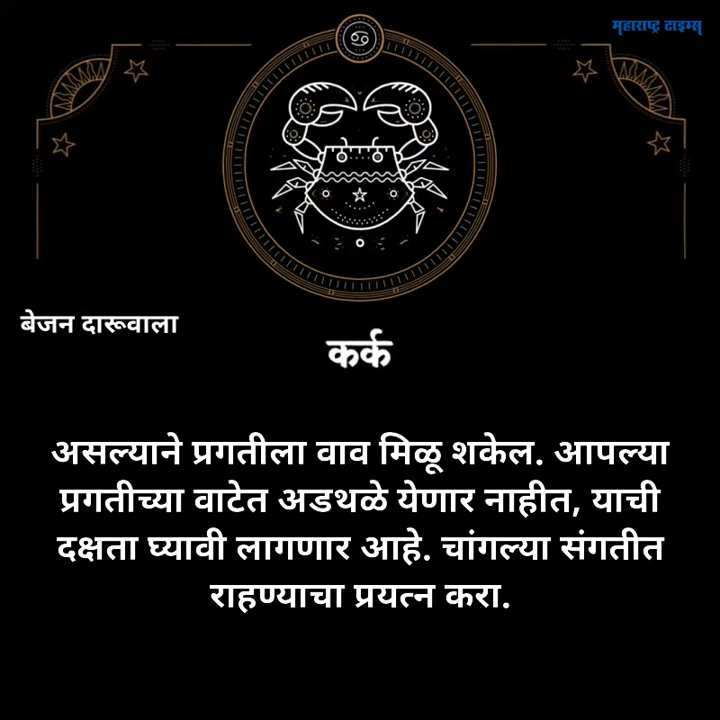 महाराष्ट्र टाइम्स
बेजन दारूवाला
कर्क
असल्याने प्रगतीला वाव मिळू शकेल. आपल्या
प्रगतीच्या वाटेत अडथळे येणार नाहीत, याची
दक्षता घ्यावी लागणार आहे. चांगल्या संगतीत
राहण्याचा प्रयत्न करा.